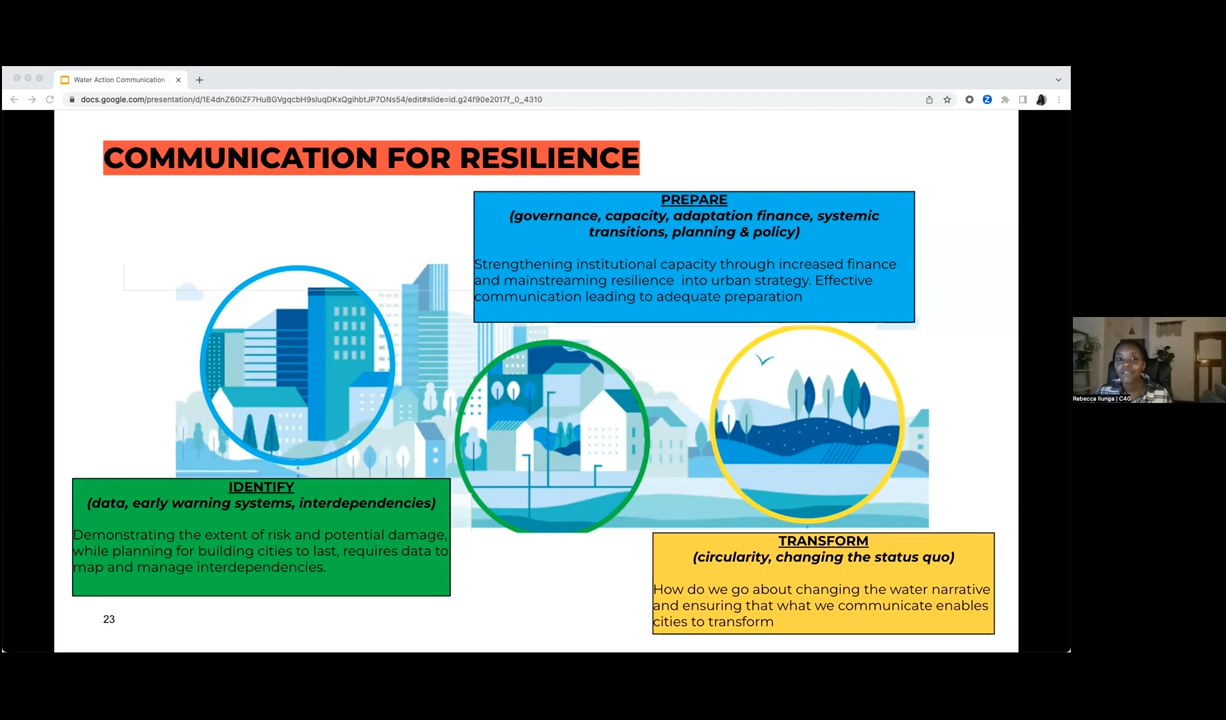 Water Action Communication
docs.google.com/presentation/d/1E4dnZ60iZF7HuBGVgqcbH9sluqDKxQgihbtJP7ONs54/edit#slide=id.g24f90e2017f_0_4310
COMMUNICATION FOR RESILIENCE
PREPARE
(governance, capacity, adaptation finance, systemic
transitions, planning & policy)
Strengthening institutional capacity through increased finance
and mainstreaming resilience into urban strategy. Effective
communication leading to adequate preparation
IDENTIFY
(data, early warning systems, interdependencies)
Demonstrating the extent of risk and potential damage,
while planning for building cities to last, requires data to
map and manage interdependencies.
TRANSFORM
(circularity, changing the status quo)
How do we go about changing the water narrative
and ensuring that what we communicate enables
cities to transform
23
Rebecca Ilunga | C40